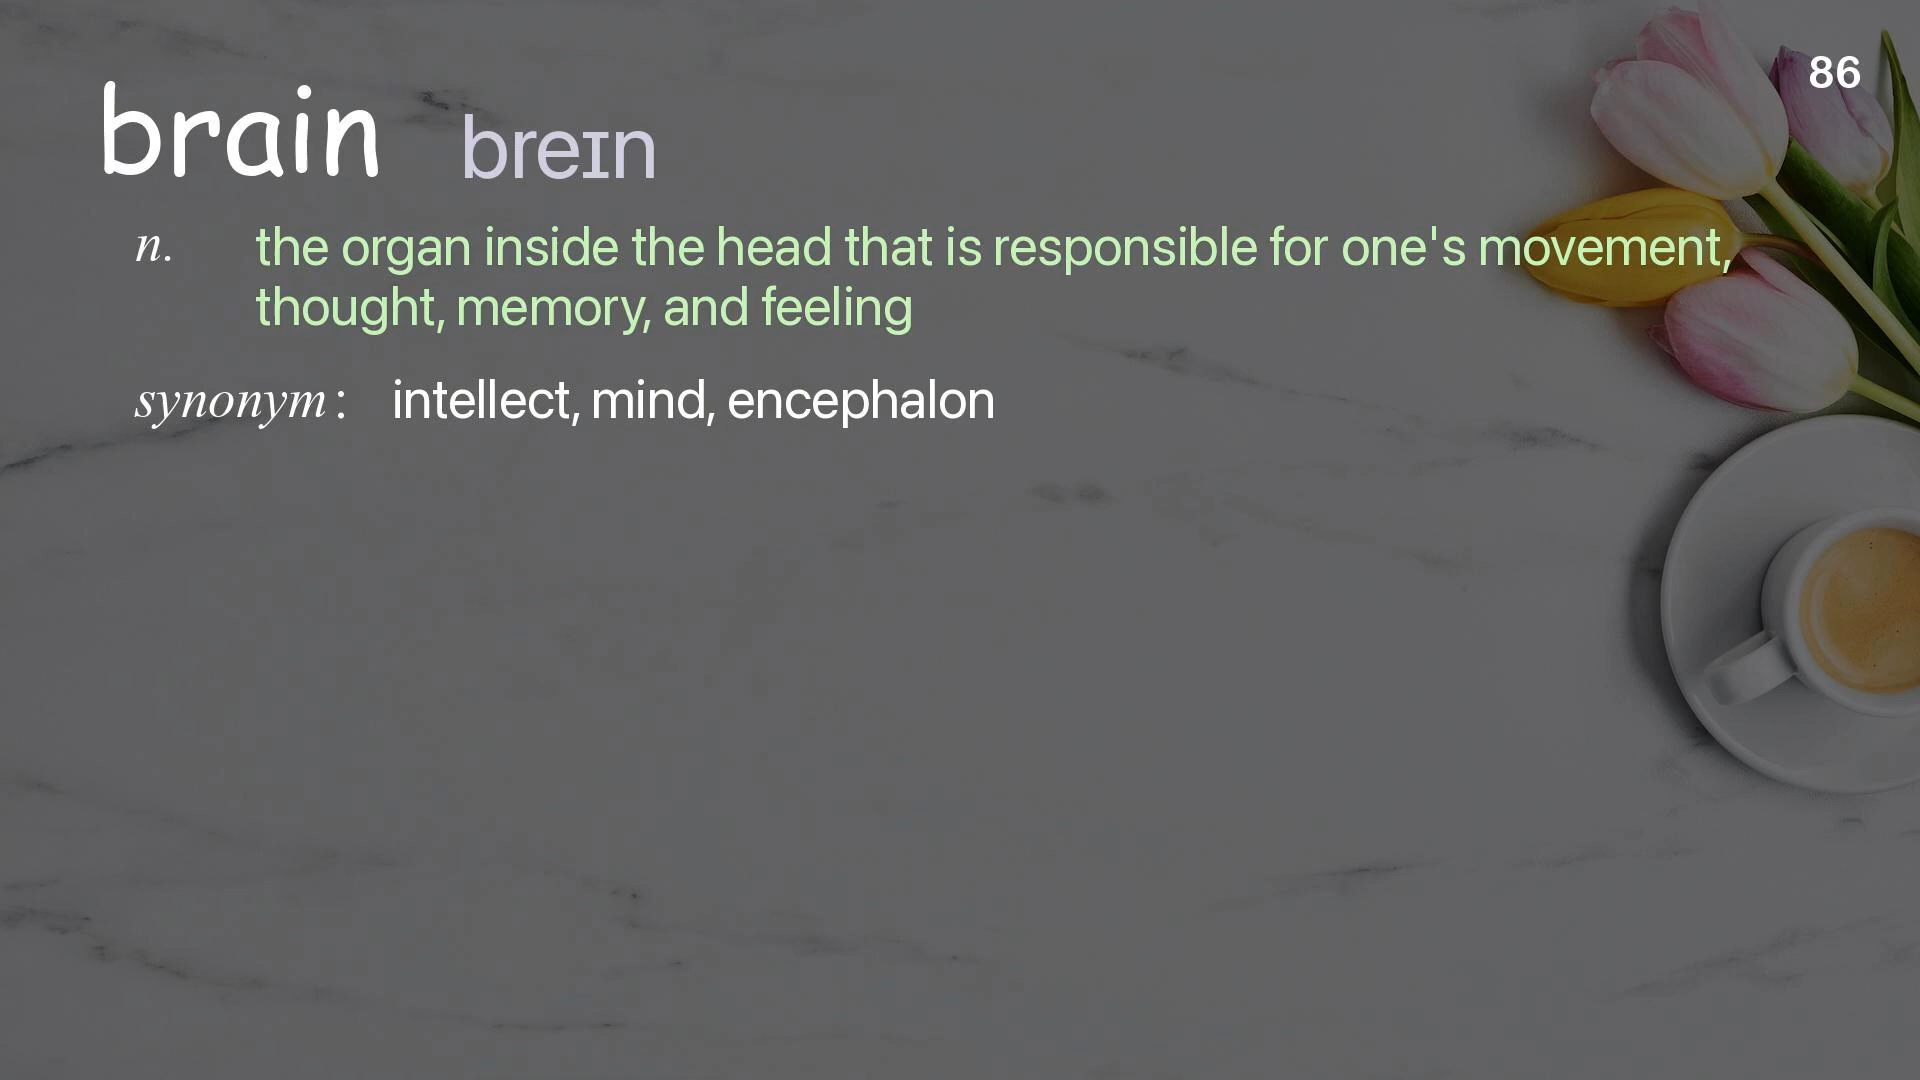 86
brain breɪn
n. the organ inside the head that is responsible for one's movement,
thought, memory, and feeling
synonym: intellect, mind, encephalon